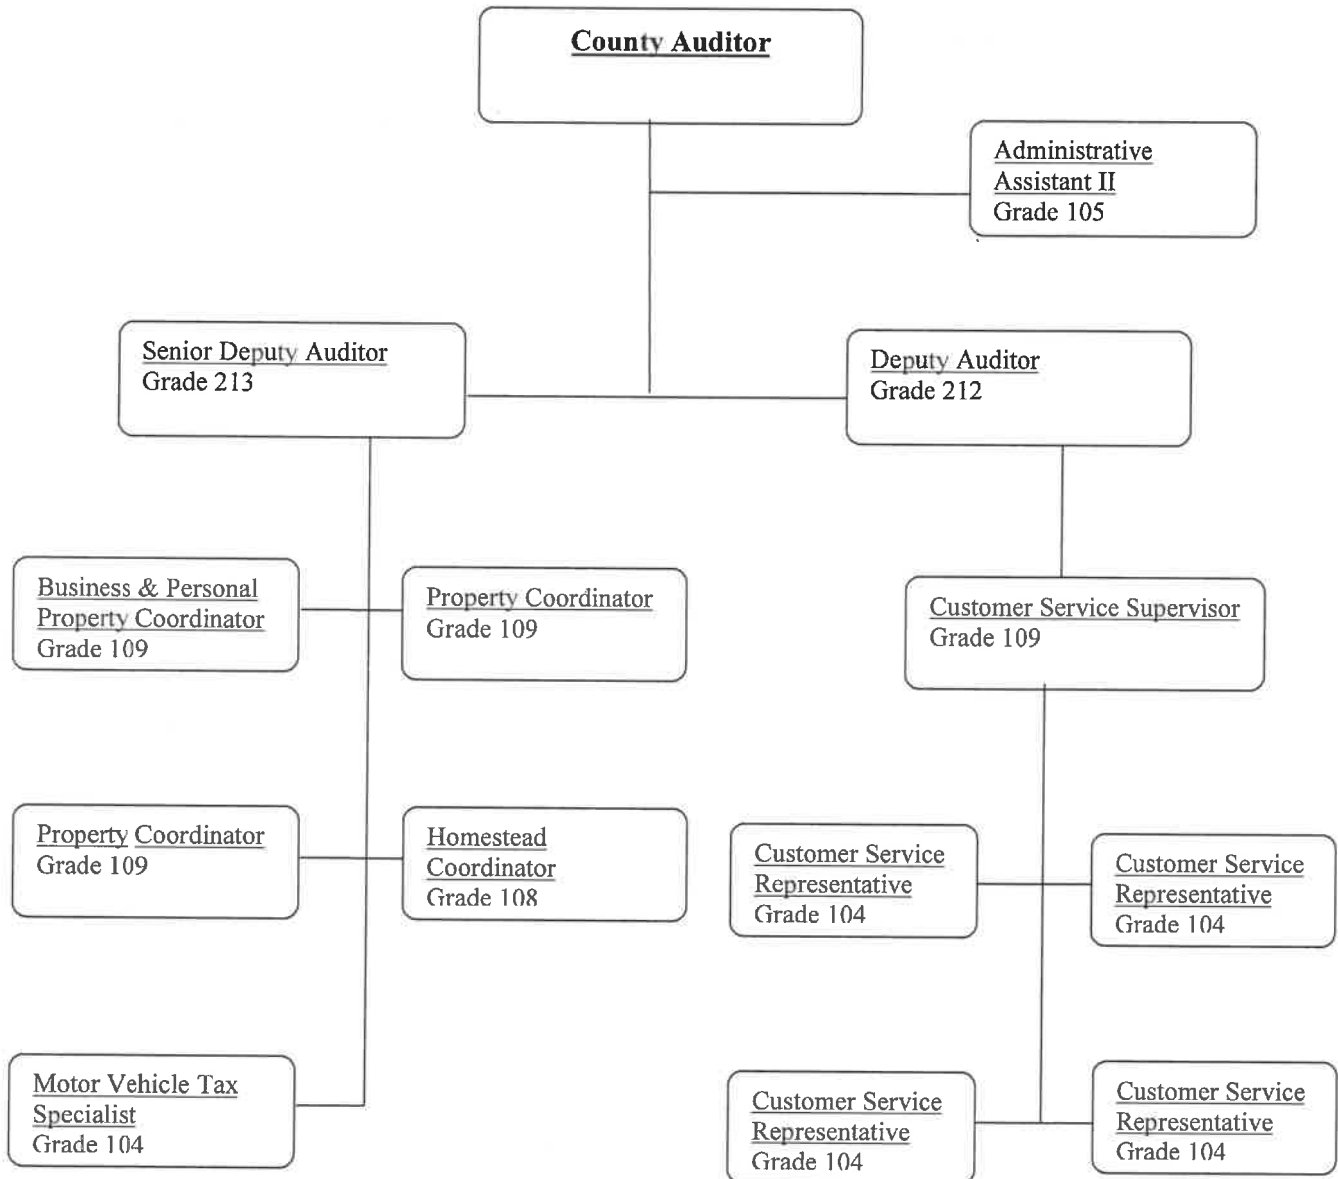 County Auditor
Administrative
Assistant II
Grade 105
Senior Deputy Auditor
Grade 213
Deputy Auditor
Grade 212
Business & Personal
Property Coordinator
Grade 109
Property Coordinator
Grade 109
Customer Service Supervisor
Grade 109
Property Coordinator
Grade 109
Homestead
Coordinator
Grade 108
Customer Service
Representative
Grade 104
Customer Service
Representative
Grade 104
Motor Vehicle Tax
Specialist
Grade 104
Customer Service
Representative
Grade 104
Customer Service
Representative
Grade 104